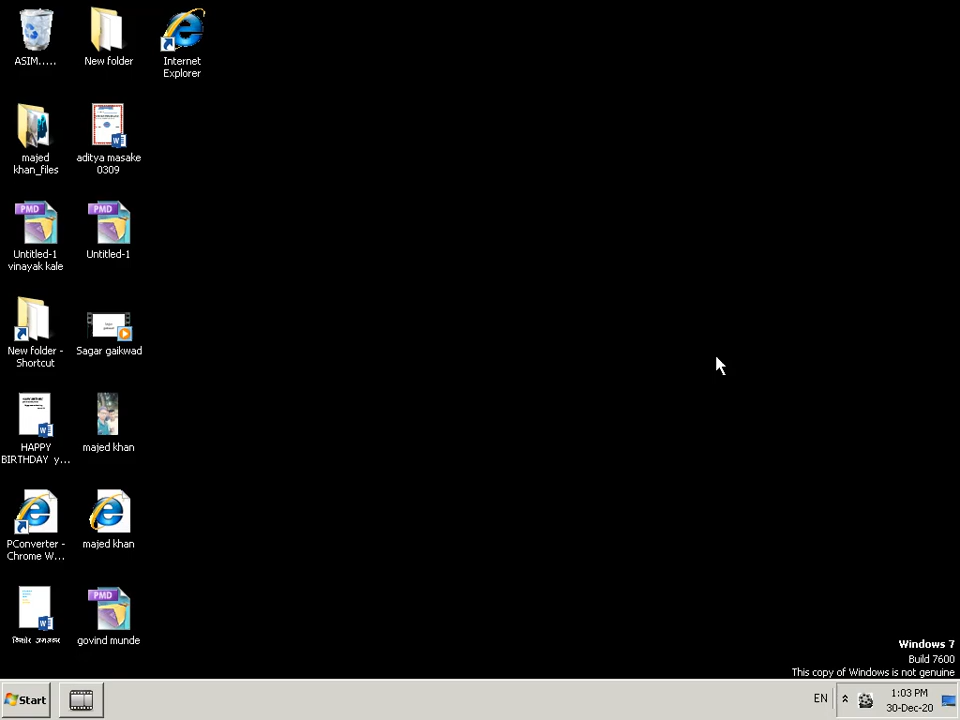 ASIM.....
New folder
Internet
Explorer
majed
khan_files
aditya masake
0309
PMD
Untitled-1
vinayak kale
PMD
Untitled-1
New folder -
Shortcut
Sagar gaikwad
HAPPY
BIRTHDAY y...
majed khan
PConverter -
Chrome W...
majed khan
PMD
govind munde
Windows 7
Build 7600
This copy of Windows is not genuine
Start
EN
1:03 PM
30-Dec-20